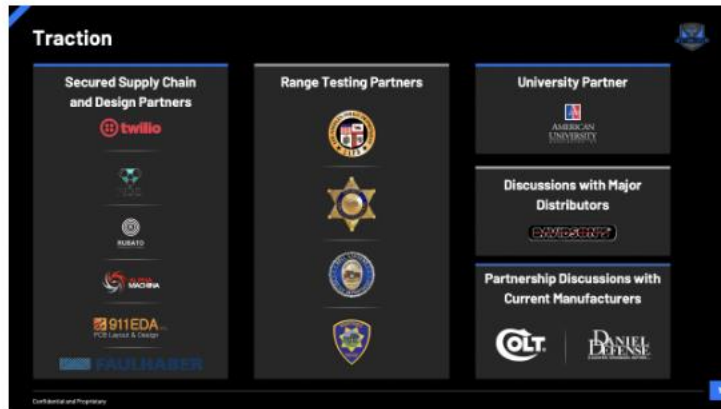 Traction
Secured Supply Chain
and Design Partners
twilio
RUBATO
MACHINA
911EDA
PCB Layout & Design
FAULHABER
Range Testing Partners
University Partner
AMERICAN
UNIVERSITY
Discussions with Major
Distributors
DAVIDSON'S
Partnership Discussions with
Current Manufacturers
COLT
DANIEL
DEFENSE
Confidential and Proprietary